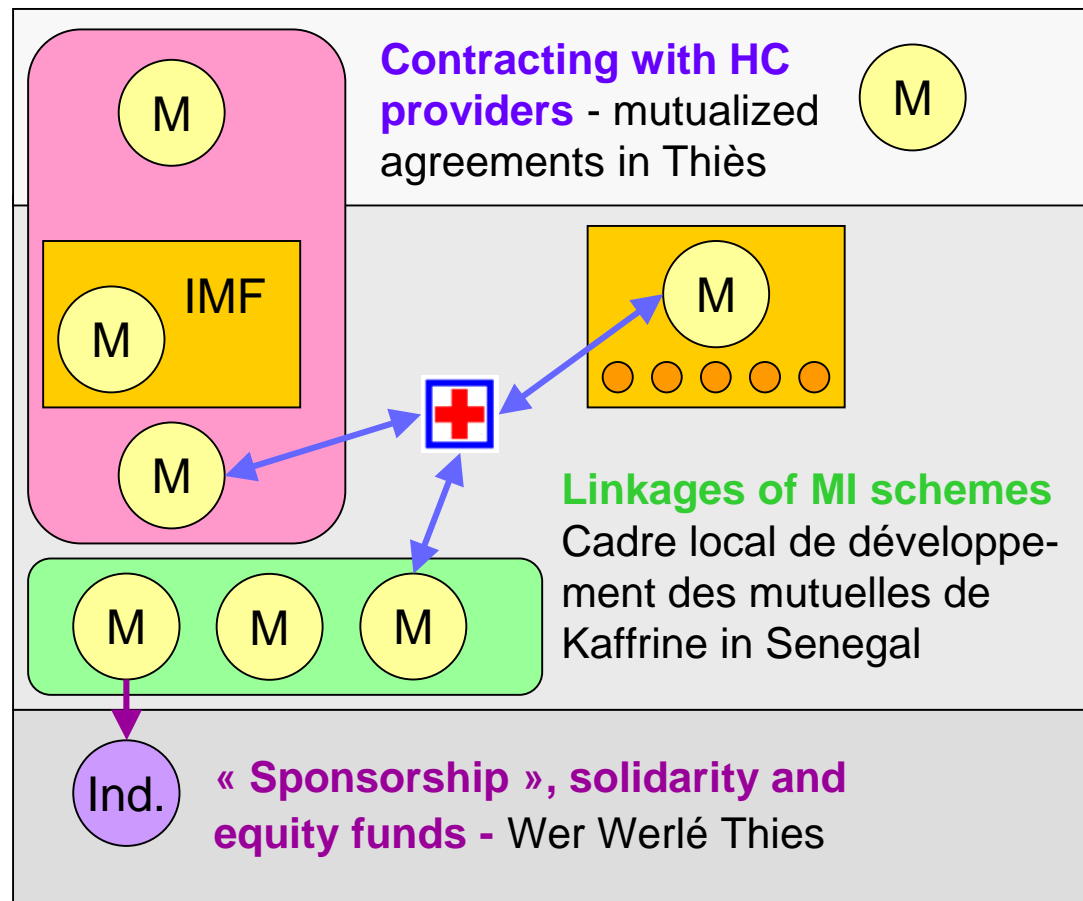 M
Contracting with HC
providers - mutualized
agreements in Thiès
M
IMF
M
M
M
Linkages of MI schemes
Cadre local de développe-
ment des mutuelles de
Kaffrine in Senegal
M
M
M
Ind.
« Sponsorship », solidarity and
equity funds - Wer Werlé Thies